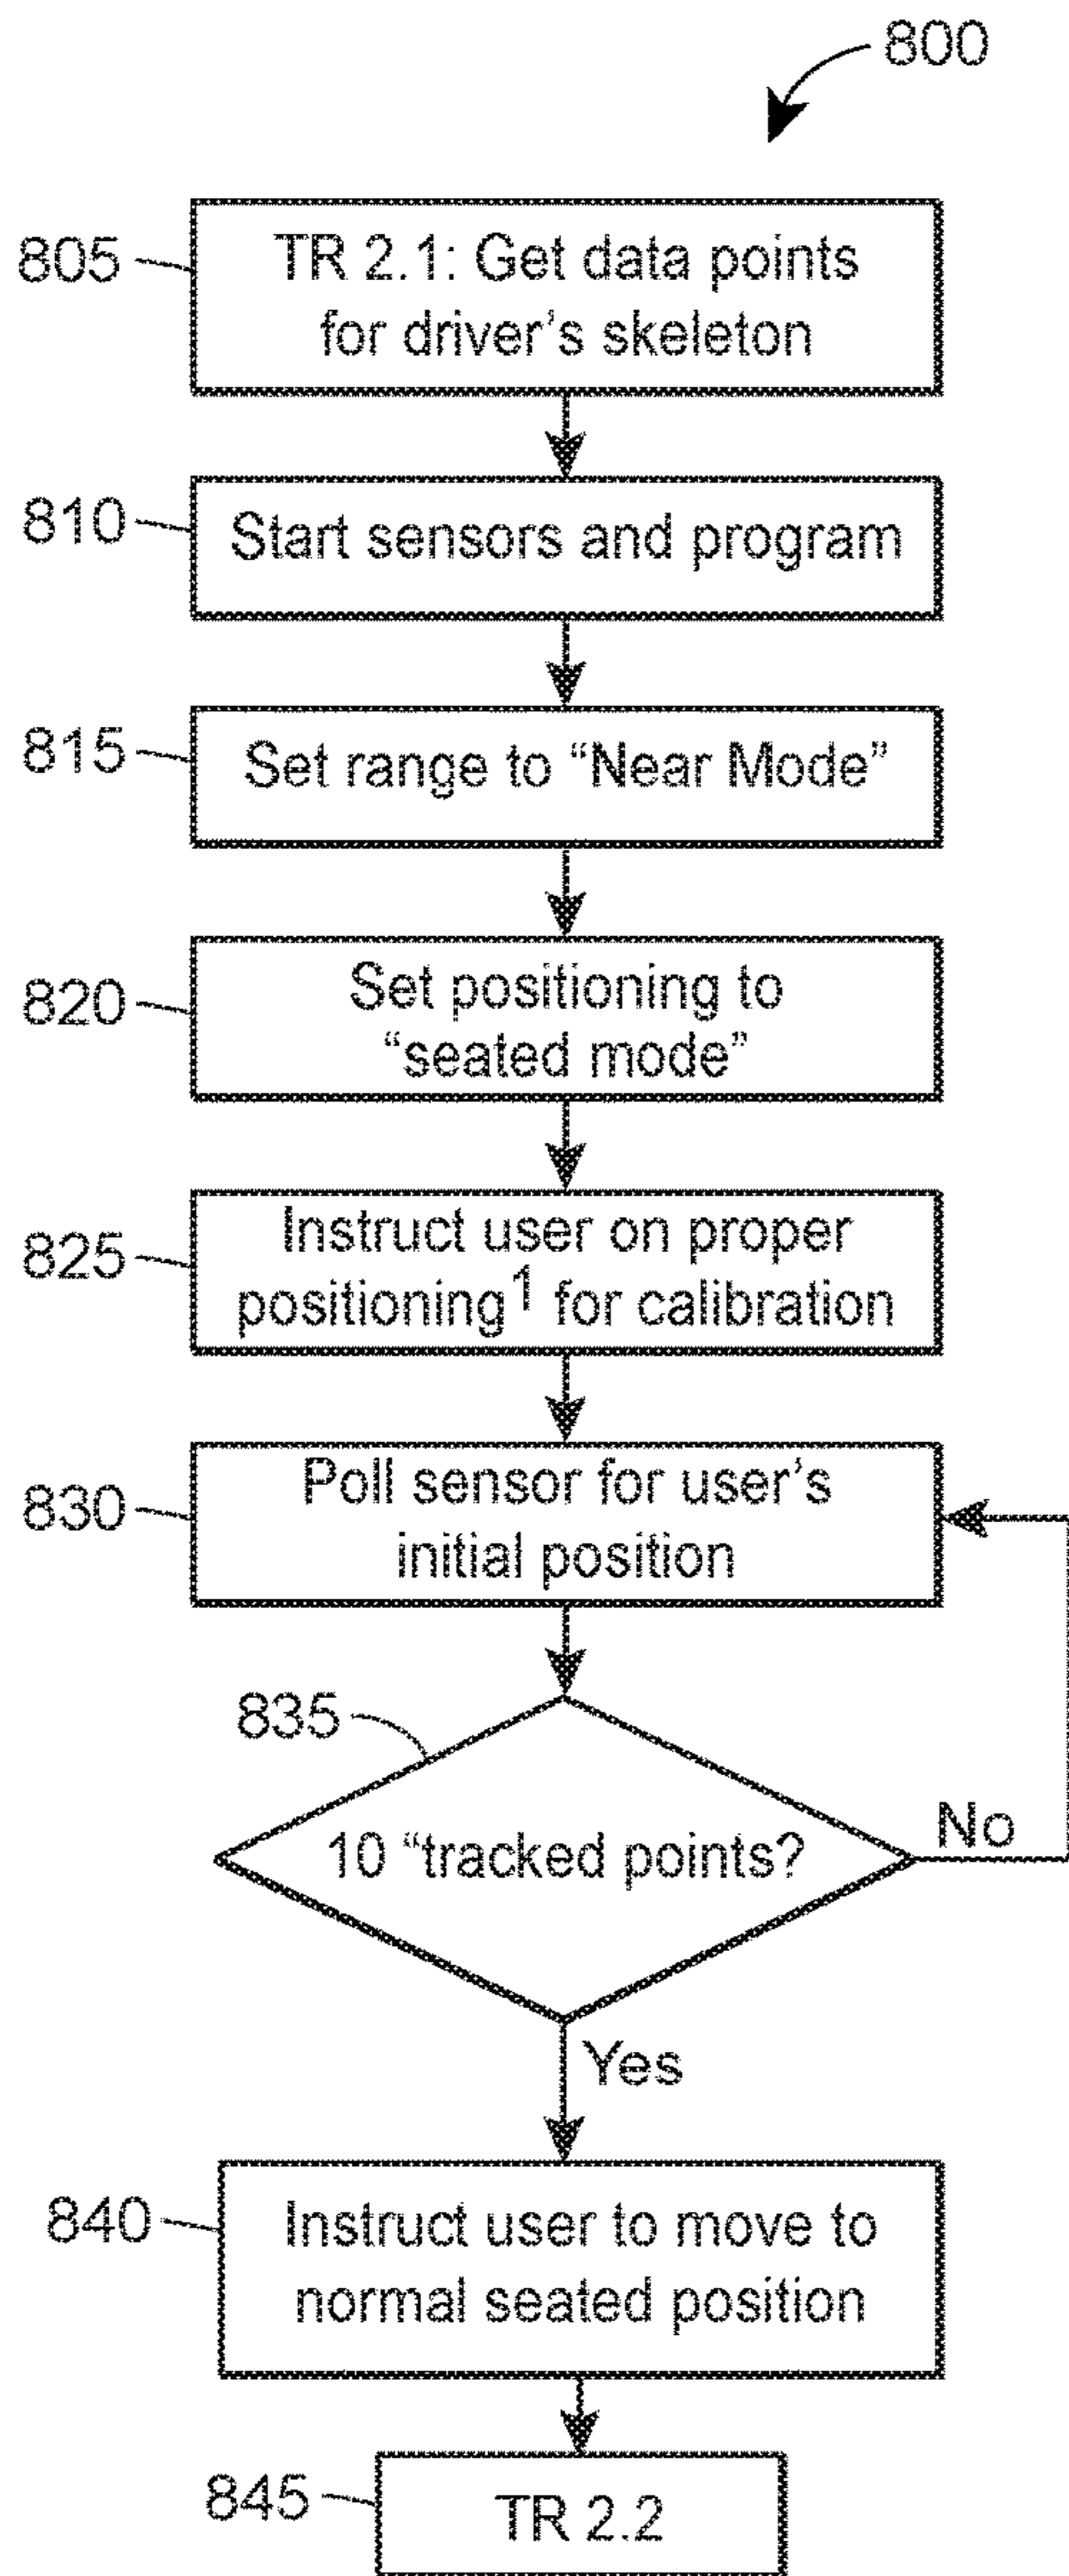 800
805
TR 2.1: Get data points
for driver's skeleton
810
Start sensors and program
815
Set range to “Near Mode”
820
Set positioning to
“seated mode”
825
Instruct user on proper
positioning¹ for calibration
830
Poll sensor for user's
initial position
835
10 “tracked points?
No
Yes
840
Instruct user to move to
normal seated position
845
TR 2.2